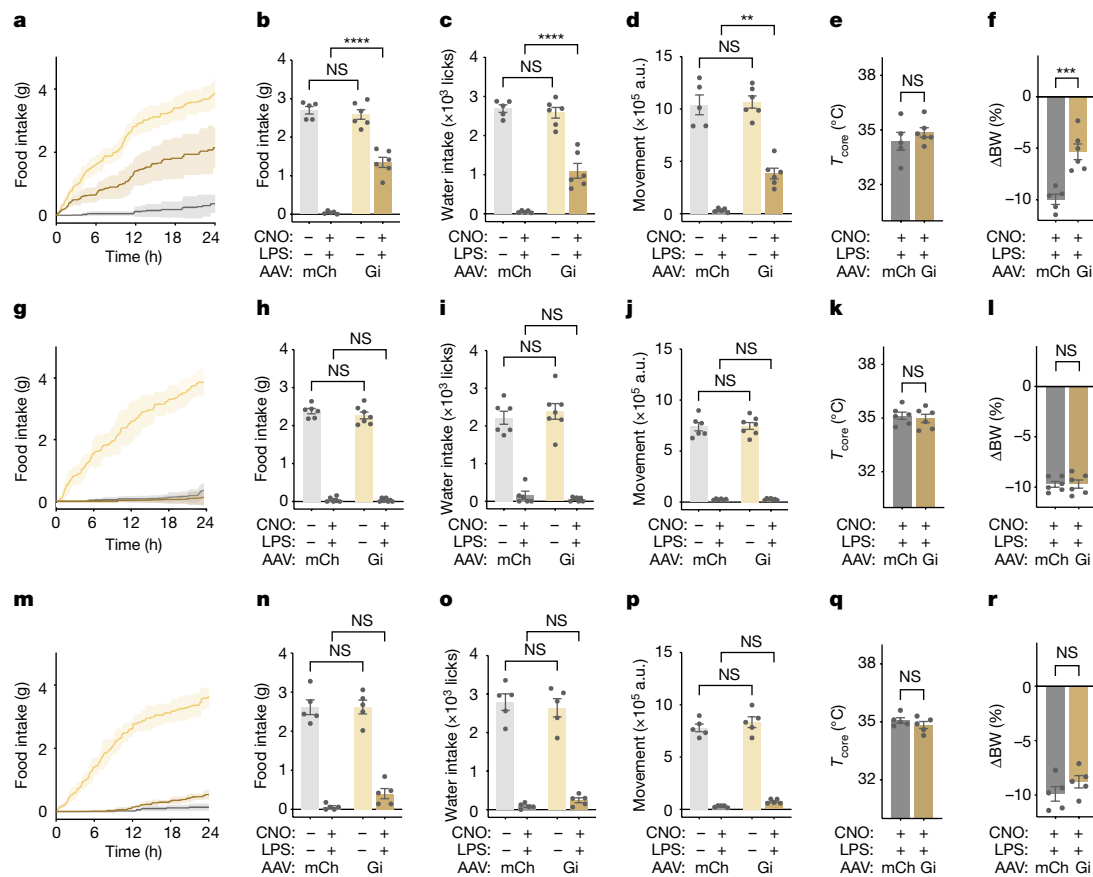 a
Food intake (g)
4
2
0
0 6 12 18 24
Time (h)
b
Food intake (g)
4
3
2
1
0
****
NS
CNO: – + – +
LPS: – + – +
AAV: mCh Gi
c
Water intake (×10³ licks)
4
3
2
1
0
****
NS
CNO: – + – +
LPS: – + – +
AAV: mCh Gi
d
Movement (×10⁵ a.u.)
15
10
5
0
**
NS
CNO: – + – +
LPS: – + – +
AAV: mCh Gi
e
Tcore (°C)
38
35
32
NS
CNO: + +
LPS: + +
AAV: mCh Gi
f
ΔBW (%)
0
–5
–10
***
CNO: + +
LPS: + +
AAV: mCh Gi
g
Food intake (g)
4
2
0
0 6 12 18 24
Time (h)
h
Food intake (g)
4
3
2
1
0
NS
NS
CNO: – + – +
LPS: – + – +
AAV: mCh Gi
i
Water intake (×10³ licks)
4
3
2
1
0
NS
NS
CNO: – + – +
LPS: – + – +
AAV: mCh Gi
j
Movement (×10⁵ a.u.)
15
10
5
0
NS
NS
CNO: – + – +
LPS: – + – +
AAV: mCh Gi
k
Tcore (°C)
38
35
32
NS
CNO: + +
LPS: + +
AAV: mCh Gi
l
ΔBW (%)
0
–5
–10
NS
CNO: + +
LPS: + +
AAV: mCh Gi
m
Food intake (g)
4
2
0
0 6 12 18 24
Time (h)
n
Food intake (g)
4
3
2
1
0
NS
NS
CNO: – + – +
LPS: – + – +
AAV: mCh Gi
o
Water intake (×10³ licks)
4
3
2
1
0
NS
NS
CNO: – + – +
LPS: – + – +
AAV: mCh Gi
p
Movement (×10⁵ a.u.)
15
10
5
0
NS
NS
CNO: – + – +
LPS: – + – +
AAV: mCh Gi
q
Tcore (°C)
38
35
32
NS
CNO: + +
LPS: + +
AAV: mCh Gi
r
ΔBW (%)
0
–5
–10
NS
CNO: + +
LPS: + +
AAV: mCh Gi